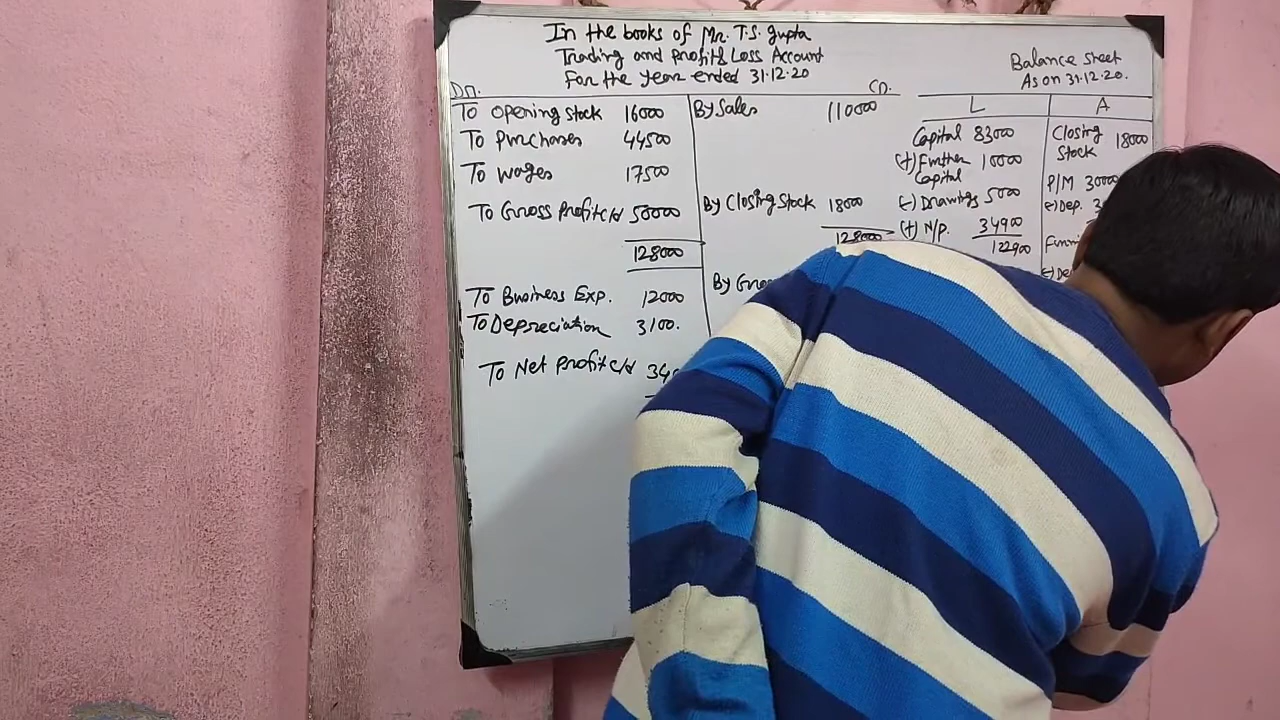 In the books of Mr. T.S. Gupta
Trading and Profit & Loss Account
For the year ended 31.12.20
Dr.
Cr.
To Opening Stock 16000
To Purchases 44500
To Wages 17500
To Gross Profit c/d 50000
128000
To Business Exp. 12000
To Depreciation 3100.
To Net Profit c/d 34
By Sales 110000
By Closing Stock 18000
128000
By Gro
Balance Sheet
As on 31.12.20.
L
A
Capital 83000
(+) Further 10000
Capital
(-) Drawings 5000
(+) N/P. 34900
122900
Closing
Stock 18000
P/M 30000
(-) Dep. 3